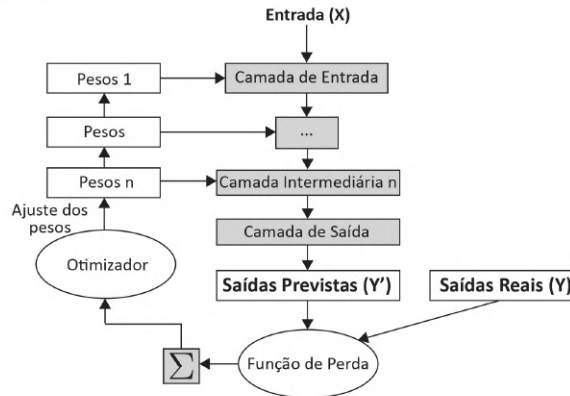 Entrada (X)
Pesos 1
Camada de Entrada
Pesos
...
Pesos n
Camada Intermediária n
Ajuste dos
pesos
Camada de Saída
Otimizador
Saídas Previstas (Y’)
Saídas Reais (Y)
Σ
Função de Perda